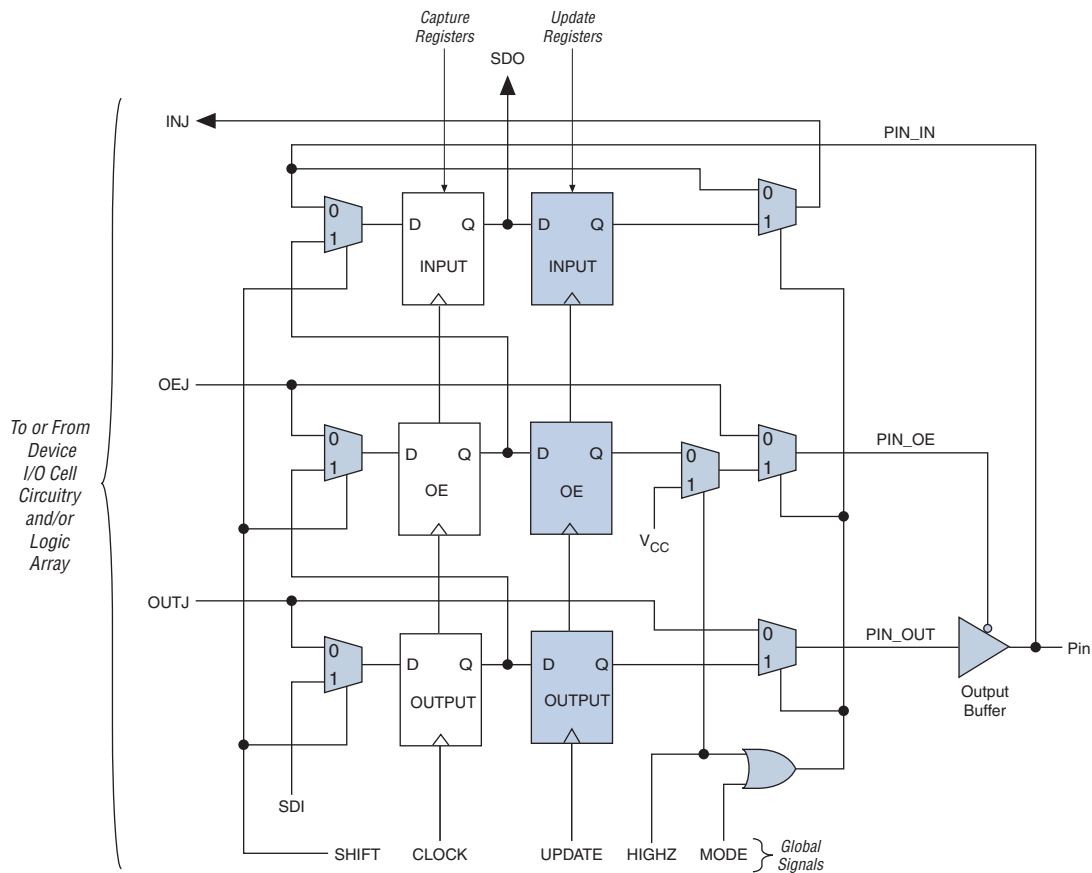 Capture
Registers
Update
Registers
SDO
INJ
PIN_IN
0
1
D Q
INPUT
D Q
INPUT
0
1
OEJ
To or From
Device
I/O Cell
Circuitry
and/or
Logic
Array
0
1
D Q
OE
D Q
OE
0
1
VCC
0
1
PIN_OE
OUTJ
0
1
D Q
OUTPUT
D Q
OUTPUT
0
1
PIN_OUT
Pin
Output
Buffer
SDI
SHIFT
CLOCK
UPDATE
HIGHZ
MODE
Global
Signals